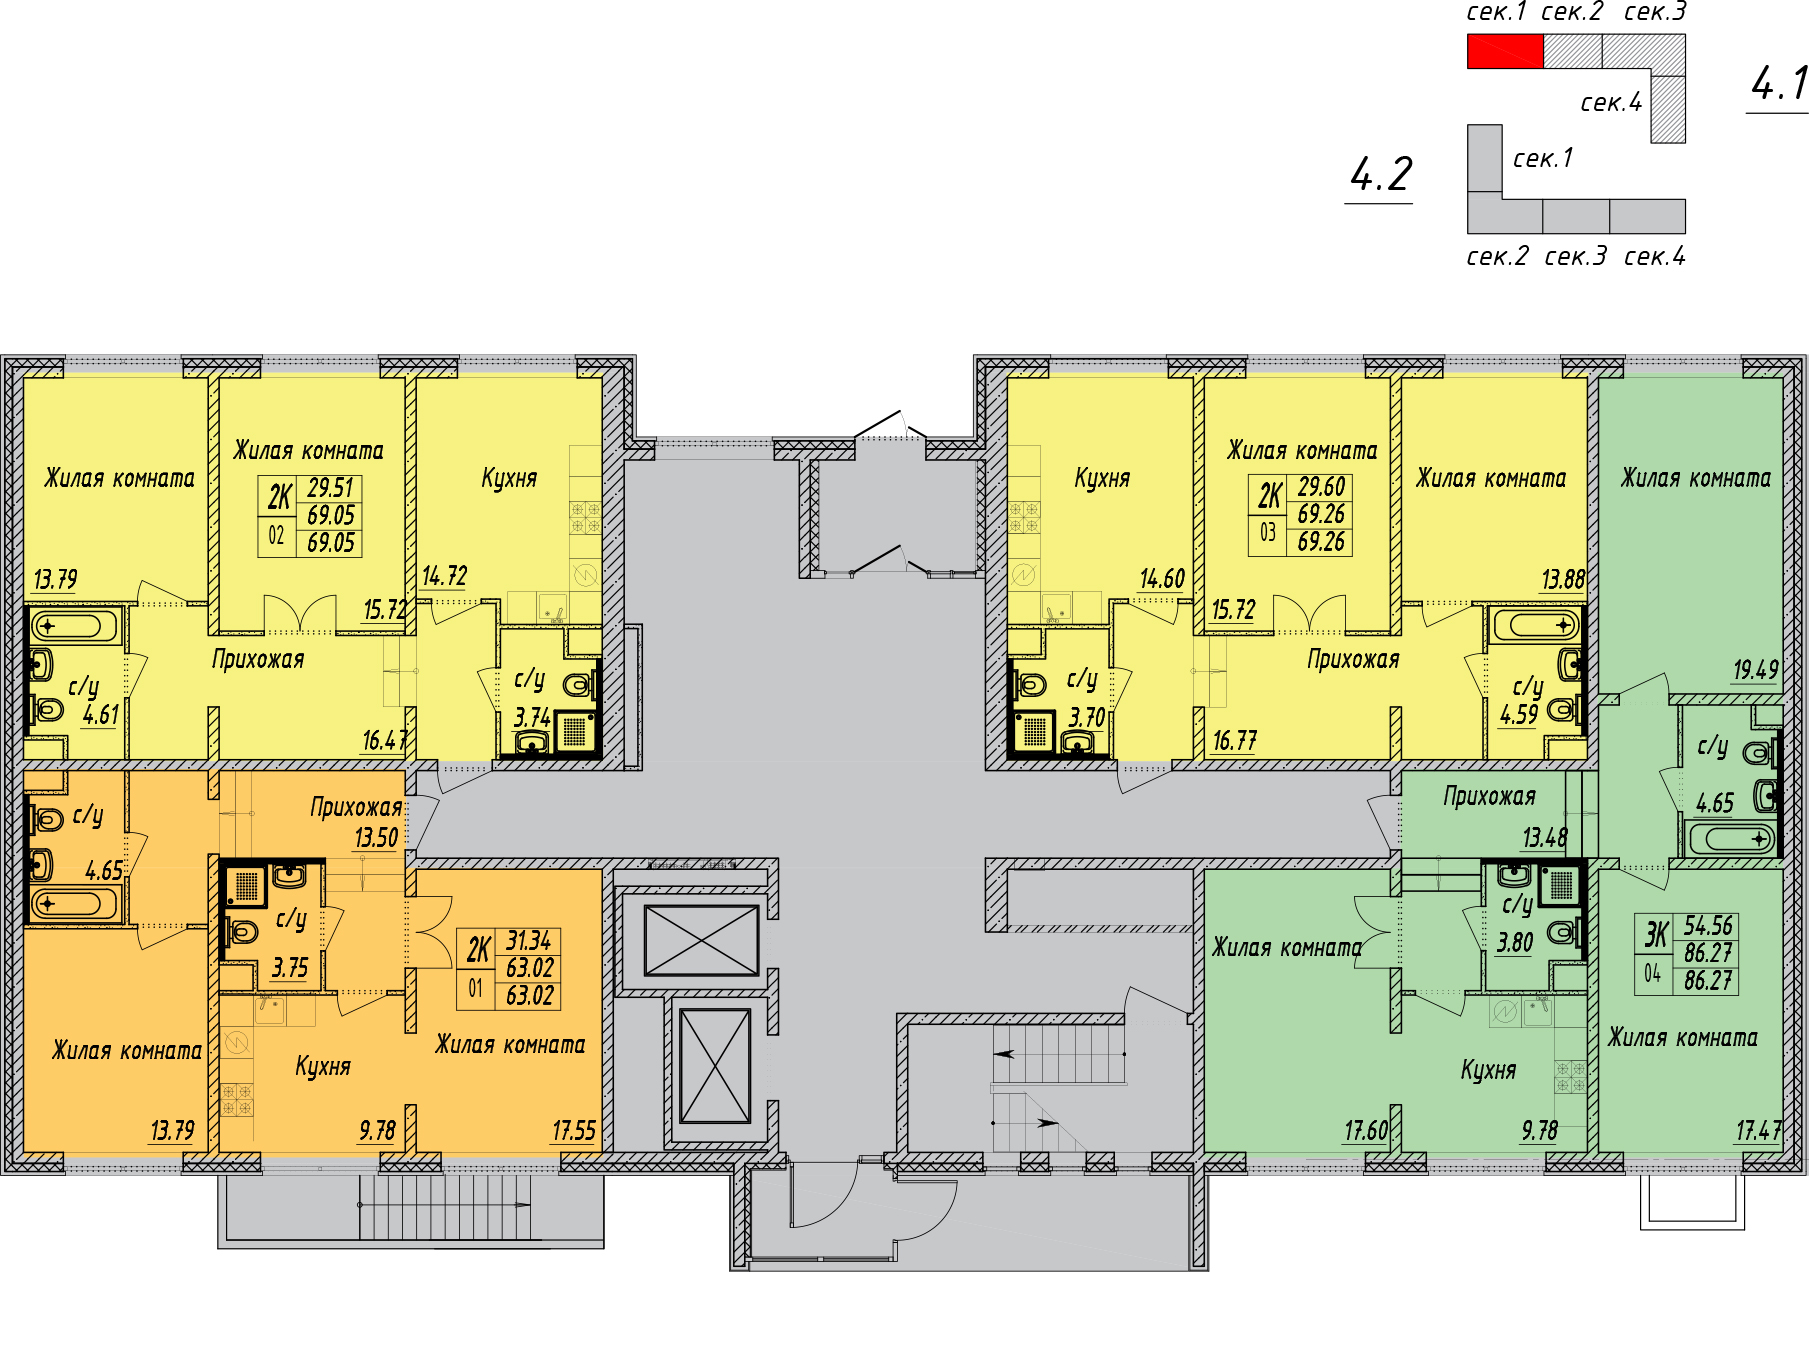 сек.1 сек.2 сек.3
4.1
сек.4
4.2
сек.1
сек.2 сек.3 сек.4
Жилая комната
13.79
Жилая комната
2К 29.51
02 69.05
69.05
15.72
Кухня
14.72
Прихожая
16.47
с/у
4.61
с/у
3.74
Кухня
14.60
Жилая комната
2К 29.60
03 69.26
69.26
15.72
Жилая комната
13.88
Прихожая
16.77
с/у
3.70
с/у
4.59
Жилая комната
19.49
с/у
4.65
Прихожая
13.48
с/у
3.80
Жилая комната
17.60
Кухня
9.78
3К 54.56
04 86.27
86.27
Жилая комната
17.47
с/у
4.65
Прихожая
13.50
с/у
3.75
2К 31.34
01 63.02
63.02
Жилая комната
13.79
Кухня
9.78
Жилая комната
17.55